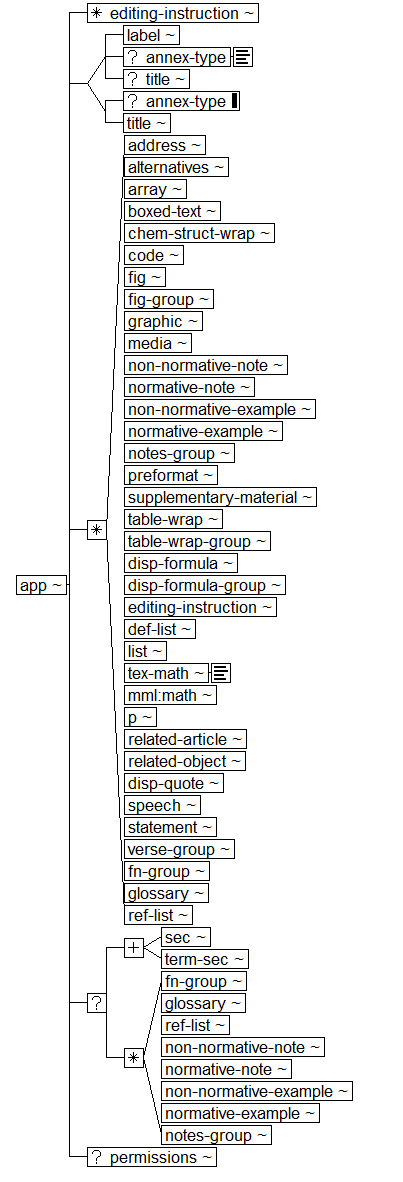 * editing-instruction ~
label ~
? annex-type
? title ~
? annex-type
title ~
address ~
alternatives ~
array ~
boxed-text ~
chem-struct-wrap ~
code ~
fig ~
fig-group ~
graphic ~
media ~
non-normative-note ~
normative-note ~
non-normative-example ~
normative-example ~
notes-group ~
preformat ~
supplementary-material ~
table-wrap ~
*
table-wrap-group ~
disp-formula ~
app ~
disp-formula-group ~
editing-instruction ~
def-list ~
list ~
tex-math ~
mml:math ~
p ~
related-article ~
related-object ~
disp-quote ~
speech ~
statement ~
verse-group ~
fn-group ~
glossary ~
ref-list ~
sec ~
+
term-sec ~
fn-group ~
?
glossary ~
ref-list ~
non-normative-note ~
*
normative-note ~
non-normative-example ~
normative-example ~
notes-group ~
? permissions ~